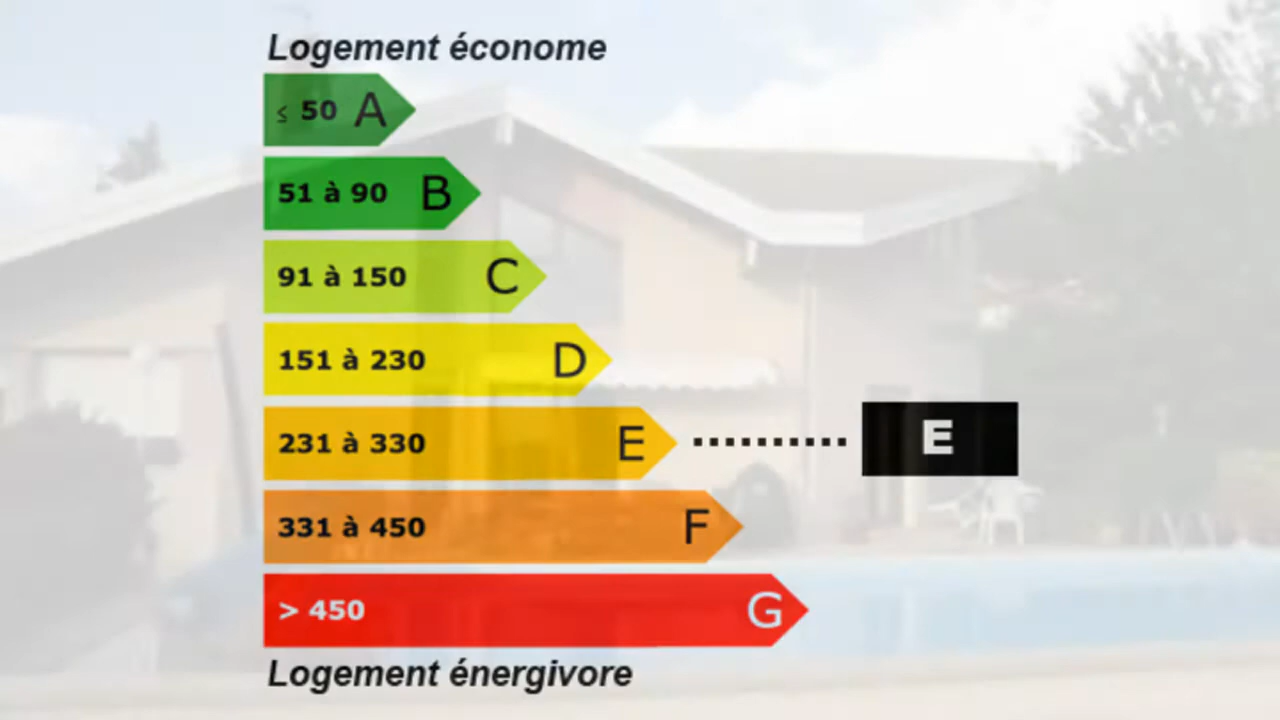 Logement économe
≤ 50 A
51 à 90 B
91 à 150 C
151 à 230 D
231 à 330 E
E
331 à 450 F
> 450 G
Logement énergivore